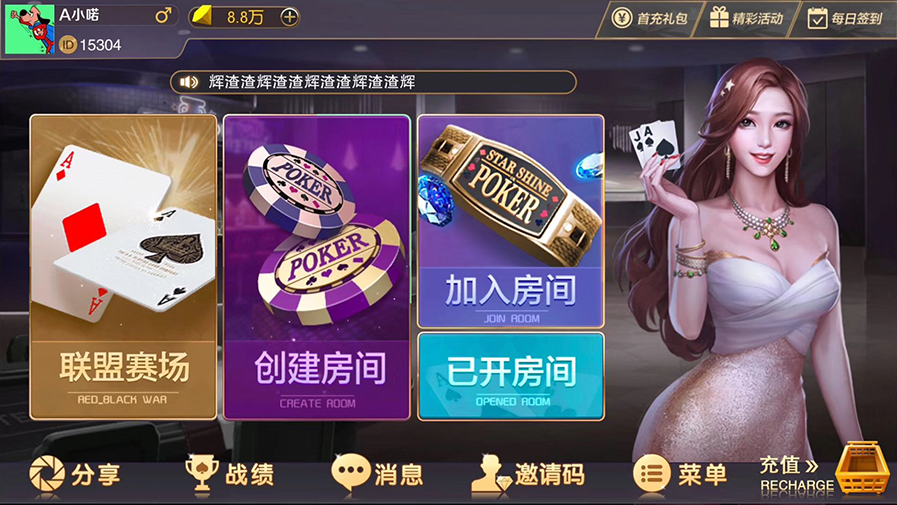 A小喏
8.8万
首充礼包
精彩活动
每日签到
ID 15304
辉渣渣辉渣渣辉渣渣辉渣渣辉
A
A
A
A
POKER
POKER
STAR SHINE
POKER
J A
联盟赛场
RED_BLACK WAR
创建房间
CREATE ROOM
加入房间
JOIN ROOM
已开房间
OPENED ROOM
分享
战绩
消息
邀请码
菜单
充值»
RECHARGE